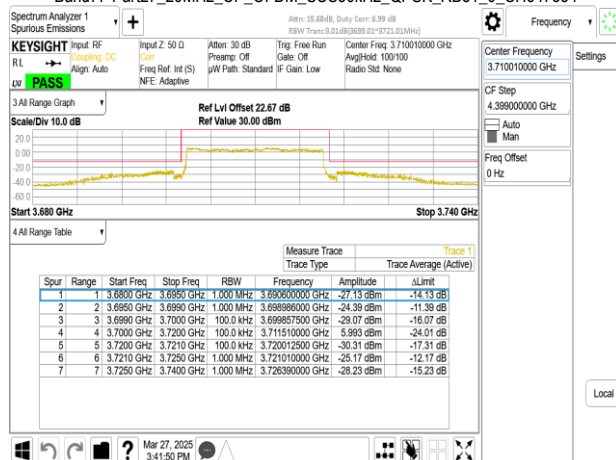 Spectrum Analyzer 1
Spurious Emissions
Attn: 15.68dB, Duty Corr: 6.99 dB
RBW Trans:3.01dB(3699.01~3721.01MHz)
Frequency
KEYSIGHT Input: RF Input Z: 50 Ω Atten: 30 dB Trig: Free Run Center Freq: 3.710010000 GHz
RL Coupling: DC Corr Preamp: Off Gate: Off Avg|Hold: 100/100
Align: Auto Freq Ref: Int (S) µW Path: Standard IF Gain: Low Radio Std: None
LXI PASS NFE: Adaptive
Center Frequency
3.710010000 GHz
Settings
CF Step
4.399000000 GHz
Auto
Man
Freq Offset
0 Hz
3 All Range Graph
Ref Lvl Offset 22.67 dB
Scale/Div 10.0 dB Ref Value 30.00 dBm
20.0
0.00
-20.0
-40.0
-60.0
Start 3.680 GHz Stop 3.740 GHz
4 All Range Table
Measure Trace Trace 1
Trace Type Trace Average (Active)
Spur Range Start Freq Stop Freq RBW Frequency Amplitude ΔLimit
1 1 3.6800 GHz 3.6950 GHz 1.000 MHz 3.690600000 GHz -27.13 dBm -14.13 dB
2 2 3.6950 GHz 3.6990 GHz 1.000 MHz 3.698986000 GHz -24.39 dBm -11.39 dB
3 3 3.6990 GHz 3.7000 GHz 100.0 kHz 3.699857500 GHz -29.07 dBm -16.07 dB
4 4 3.7000 GHz 3.7200 GHz 100.0 kHz 3.711510000 GHz 5.993 dBm -24.01 dB
5 5 3.7200 GHz 3.7210 GHz 100.0 kHz 3.720012500 GHz -30.31 dBm -17.31 dB
6 6 3.7210 GHz 3.7250 GHz 1.000 MHz 3.721010000 GHz -25.17 dBm -12.17 dB
7 7 3.7250 GHz 3.7400 GHz 1.000 MHz 3.726390000 GHz -28.23 dBm -15.23 dB
Local
Mar 27, 2025
3:41:50 PM